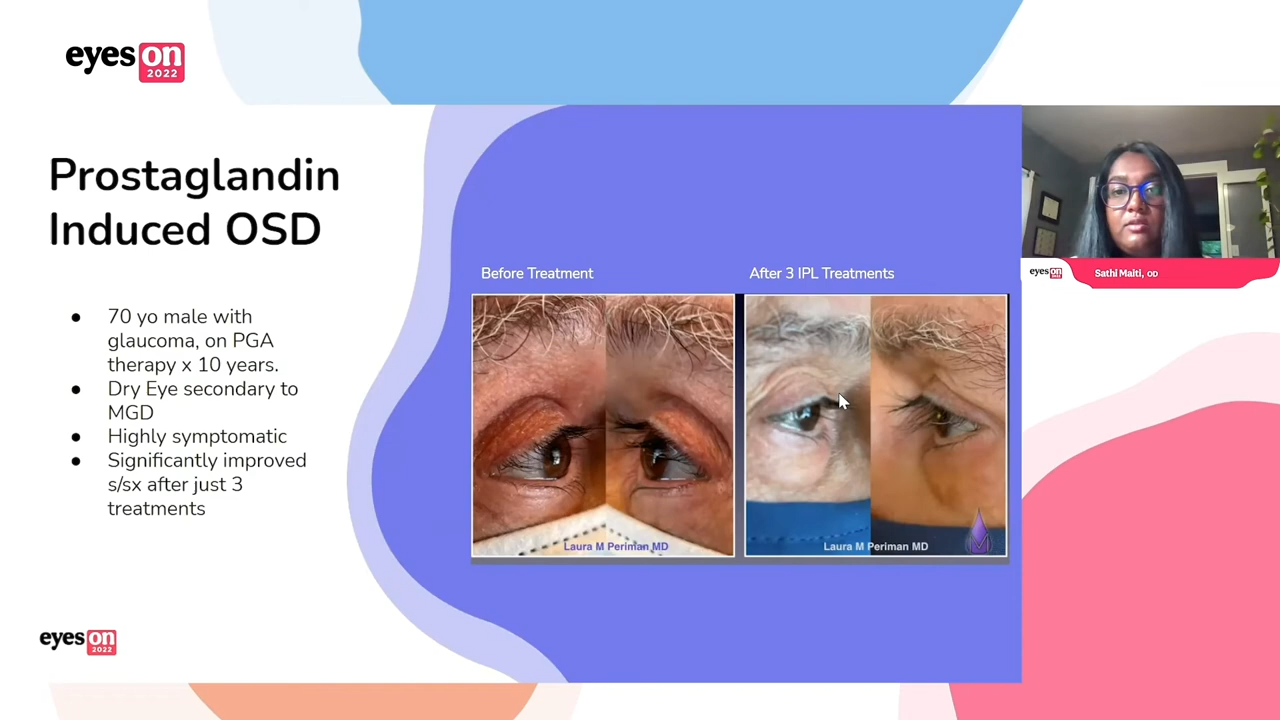 eyes on
2022
Prostaglandin
Induced OSD
70 yo male with
glaucoma, on PGA
therapy x 10 years.
Dry Eye secondary to
MGD
Highly symptomatic
Significantly improved
s/sx after just 3
treatments
Before Treatment
After 3 IPL Treatments
Laura M Periman MD
Laura M Periman MD
eyes on
Sathi Maiti, OD
eyes on
2022